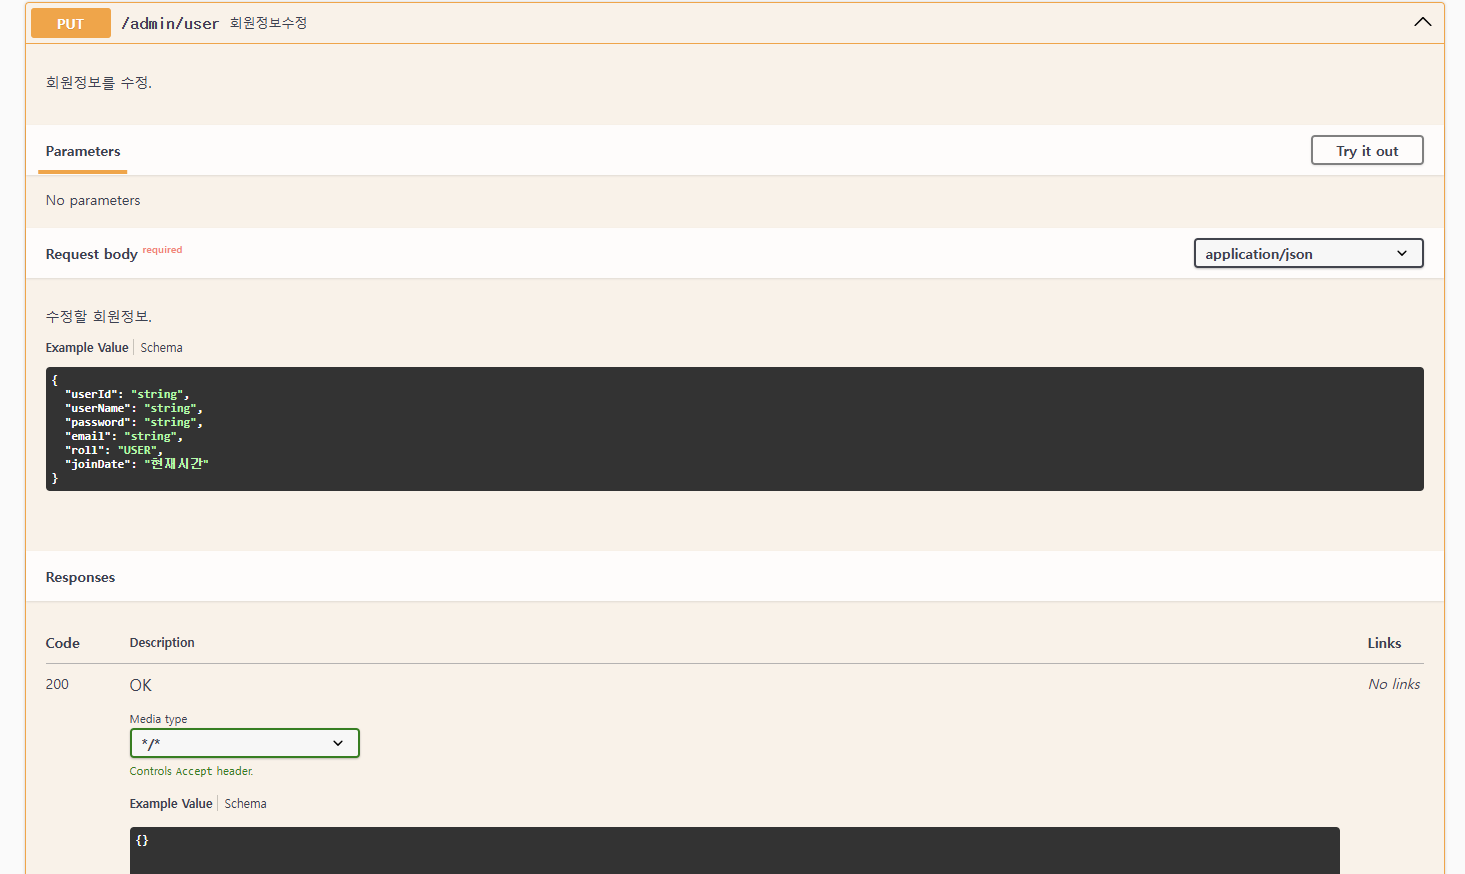 PUT /admin/user 회원정보수정
회원정보를 수정.
Parameters Try it out
No parameters
Request body required application/json
수정할 회원정보.
Example Value Schema
{
"userId": "string",
"userName": "string",
"password": "string",
"email": "string",
"roll": "USER",
"joinDate": "현재시간"
}
Responses
Code Description Links
200 OK No links
Media type
*/*
Controls Accept header.
Example Value Schema
{}